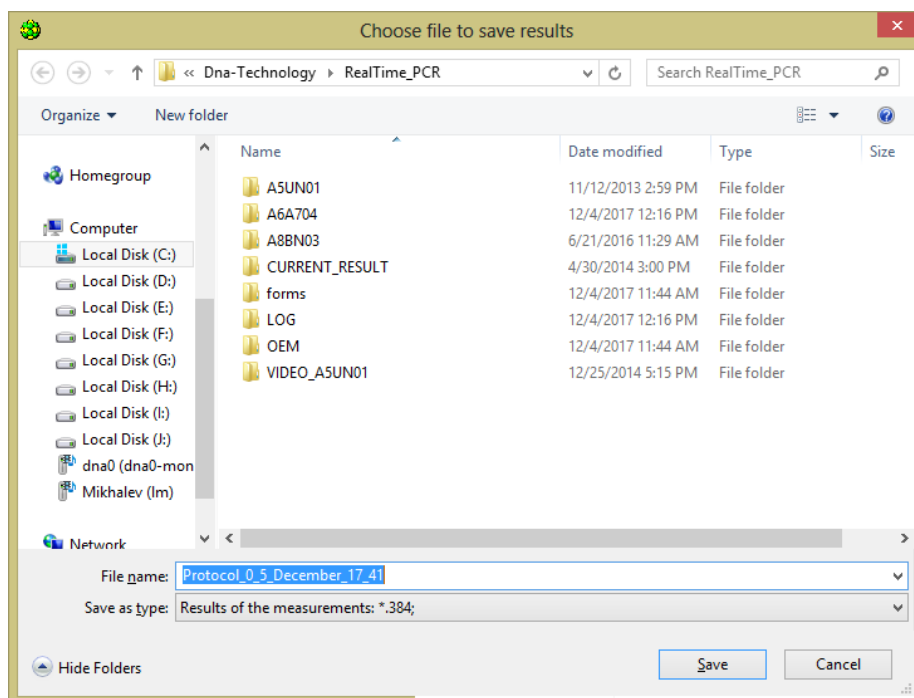 Choose file to save results
« Dna-Technology RealTime_PCR
Search RealTime_PCR
Organize New folder
Name Date modified Type Size
Homegroup
Computer
Local Disk (C:)
Local Disk (D:)
Local Disk (E:)
Local Disk (F:)
Local Disk (G:)
Local Disk (H:)
Local Disk (I:)
Local Disk (J:)
dna0 (dna0-mon
Mikhalev (lm)
Network
A5UN01 11/12/2013 2:59 PM File folder
A6A704 12/4/2017 12:16 PM File folder
A8BN03 6/21/2016 11:29 AM File folder
CURRENT_RESULT 4/30/2014 3:00 PM File folder
forms 12/4/2017 11:44 AM File folder
LOG 12/4/2017 12:16 PM File folder
OEM 12/4/2017 11:44 AM File folder
VIDEO_A5UN01 12/25/2014 5:15 PM File folder
File name: Protocol_0_5_December_17_41
Save as type: Results of the measurements: *.384;
Hide Folders Save Cancel